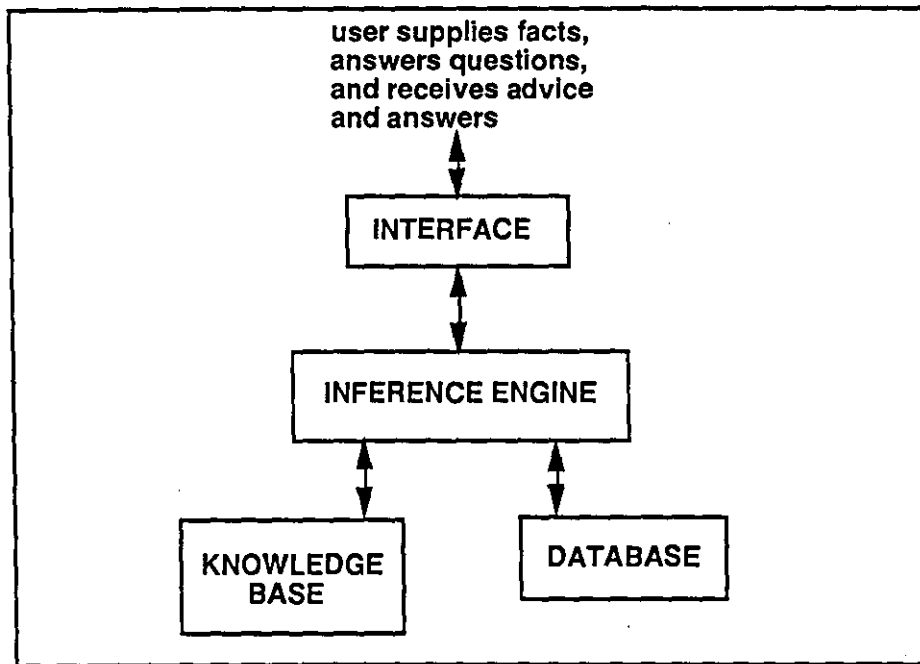 user supplies facts,
answers questions,
and receives advice
and answers
INTERFACE
INFERENCE ENGINE
KNOWLEDGE
BASE
DATABASE